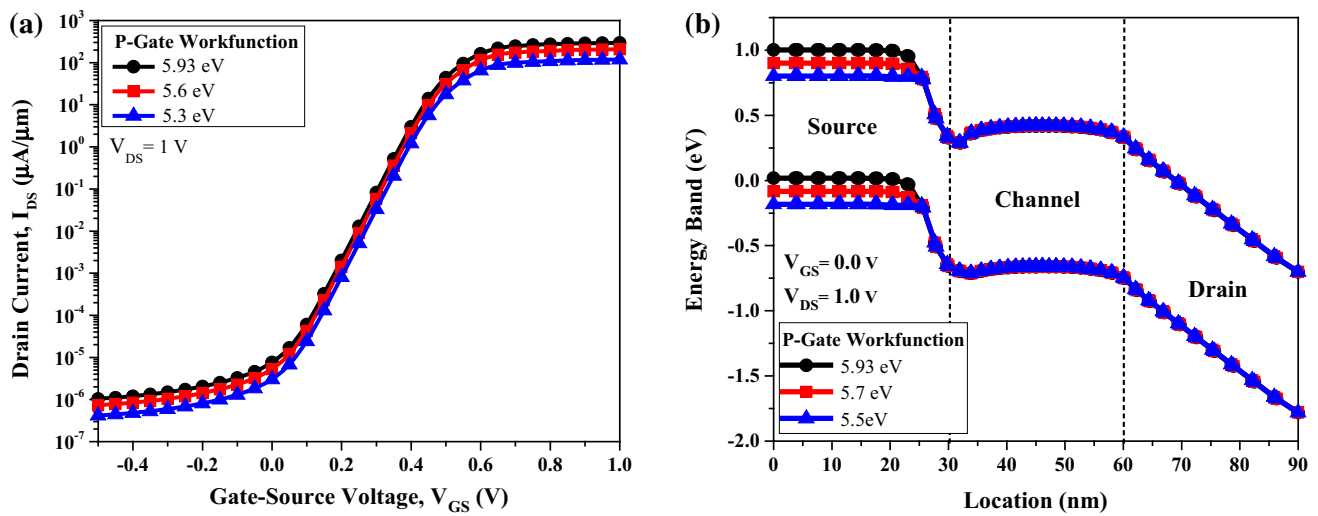 (a)
10³
10²
10¹
10⁰
10⁻¹
10⁻²
10⁻³
10⁻⁴
10⁻⁵
10⁻⁶
10⁻⁷
Drain Current, I_DS (µA/µm)
P-Gate Workfunction
5.93 eV
5.6 eV
5.3 eV
V_DS= 1 V
-0.4 -0.2 0.0 0.2 0.4 0.6 0.8 1.0
Gate-Source Voltage, V_GS (V)
(b)
1.0
0.5
0.0
-0.5
-1.0
-1.5
-2.0
Energy Band (eV)
Source
Channel
Drain
V_GS= 0.0 V
V_DS= 1.0 V
P-Gate Workfunction
5.93 eV
5.7 eV
5.5eV
0 10 20 30 40 50 60 70 80 90
Location (nm)